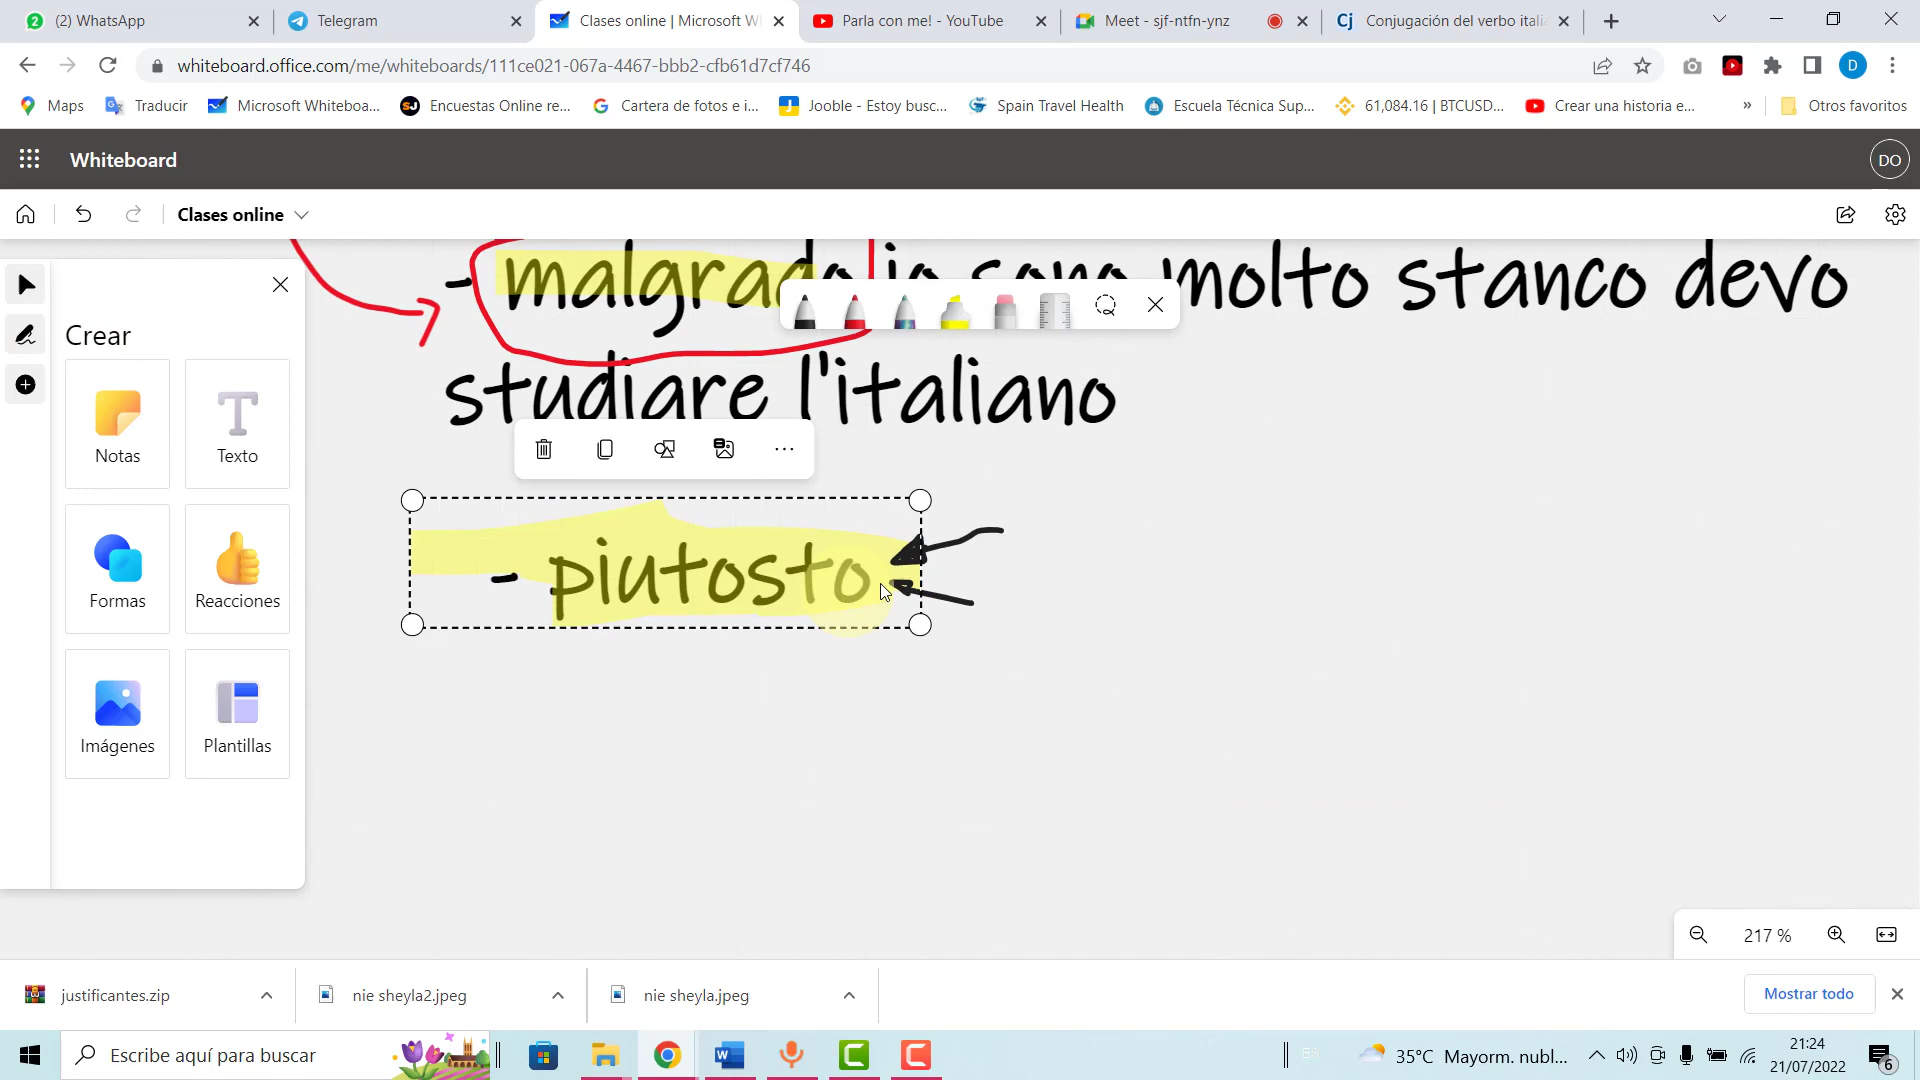 (2) WhatsApp
Telegram
Clases online | Microsoft W
Parla con me! - YouTube
Meet - sjf-ntfn-ynz
Cj Conjugación del verbo itali
whiteboard.office.com/me/whiteboards/111ce021-067a-4467-bbb2-cfb61d7cf746
D
Maps
Traducir
Microsoft Whiteboa...
Encuestas Online re...
Cartera de fotos e i...
Jooble - Estoy busc...
Spain Travel Health
Escuela Técnica Sup...
61,084.16 | BTCUSD...
Crear una historia e...
»
Otros favoritos
Whiteboard
DO
Clases online
- malgrado io sono molto stanco devo
studiare l'italiano
- piutosto
Crear
Notas
Texto
Formas
Reacciones
Imágenes
Plantillas
217 %
justificantes.zip
nie sheyla2.jpeg
nie sheyla.jpeg
Mostrar todo
Escribe aquí para buscar
35°C Mayorm. nubl...
21:24
21/07/2022
6